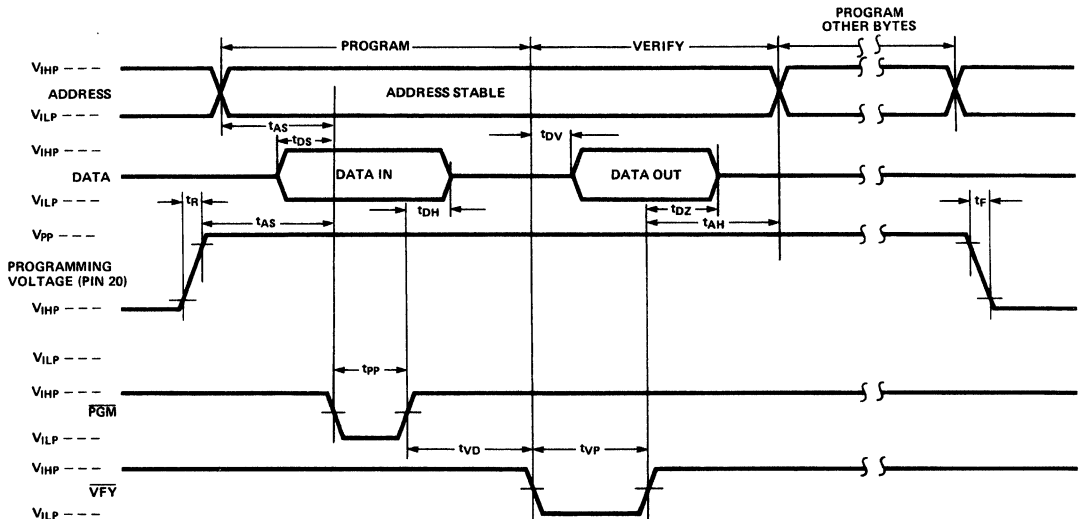 PROGRAM
OTHER BYTES
PROGRAM
VERIFY
VIHP
ADDRESS
ADDRESS STABLE
VILP
tAS
tDS
tDV
VIHP
DATA
DATA IN
DATA OUT
VILP
tR
tDH
tDZ
tF
tAS
tAH
VPP
PROGRAMMING
VOLTAGE (PIN 20)
VIHP
VILP
tPP
VIHP
PGM
VILP
tVD
tVP
VIHP
VFY
VILP